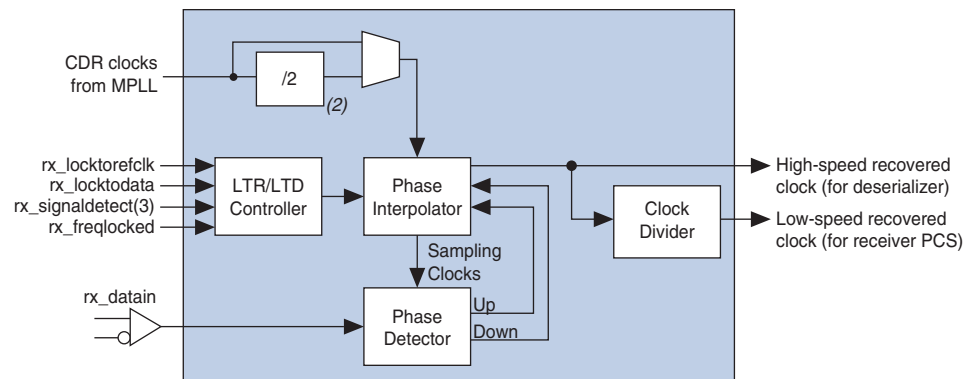 CDR clocks
from MPLL
/2
(2)
rx_locktorefclk
rx_locktodata
rx_signaldetect(3)
rx_freqlocked
LTR/LTD
Controller
Phase
Interpolator
High-speed recovered
clock (for deserializer)
Clock
Divider
Low-speed recovered
clock (for receiver PCS)
Sampling
Clocks
rx_datain
Phase
Detector
Up
Down